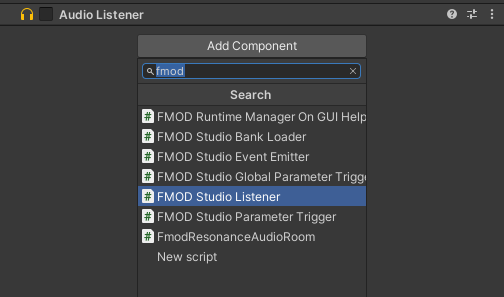 Audio Listener
Add Component
fmod
Search
FMOD Runtime Manager On GUI Help
FMOD Studio Bank Loader
FMOD Studio Event Emitter
FMOD Studio Global Parameter Trigge
FMOD Studio Listener
FMOD Studio Parameter Trigger
FmodResonanceAudioRoom
New script